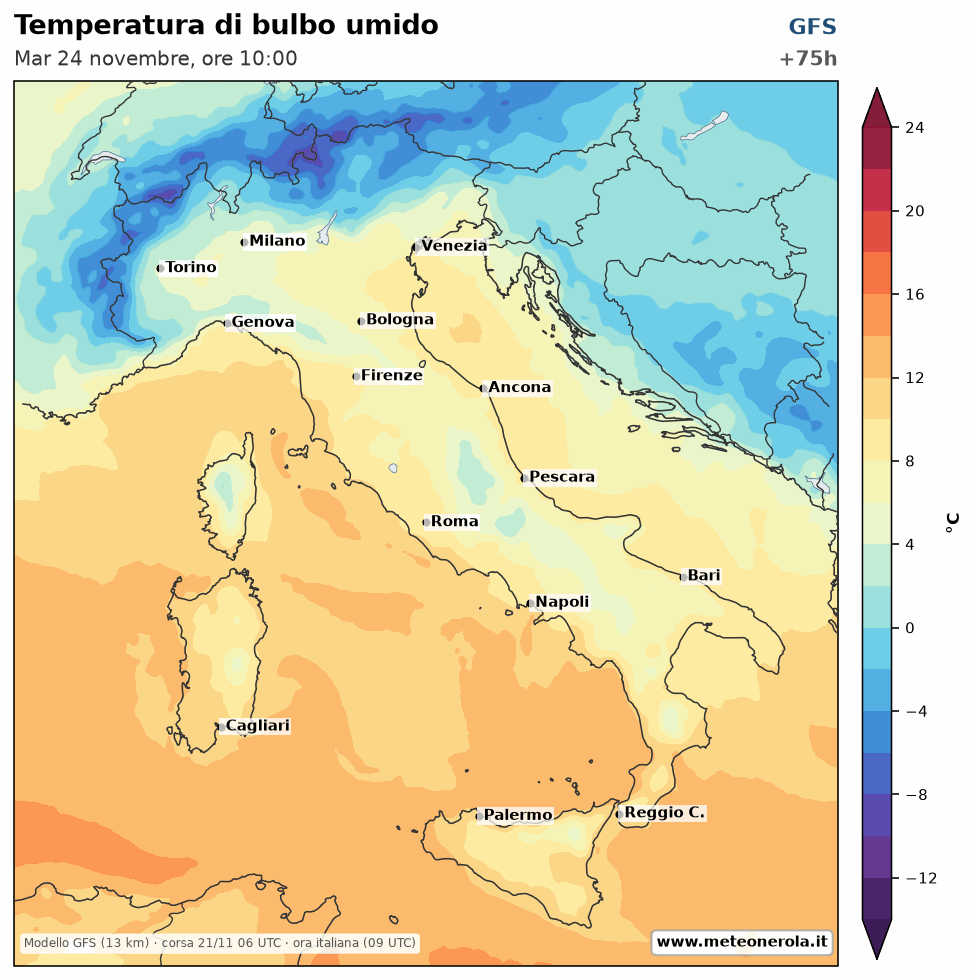 Temperatura di bulbo umido
GFS
Mar 24 novembre, ore 10:00
+75h
Milano
Venezia
Torino
Genova
Bologna
Firenze
Ancona
Pescara
Roma
Bari
Napoli
Cagliari
Palermo
Reggio C.
24
20
16
12
8
4
0
−4
−8
−12
°C
Modello GFS (13 km) · corsa 21/11 06 UTC · ora italiana (09 UTC)
www.meteonerola.it